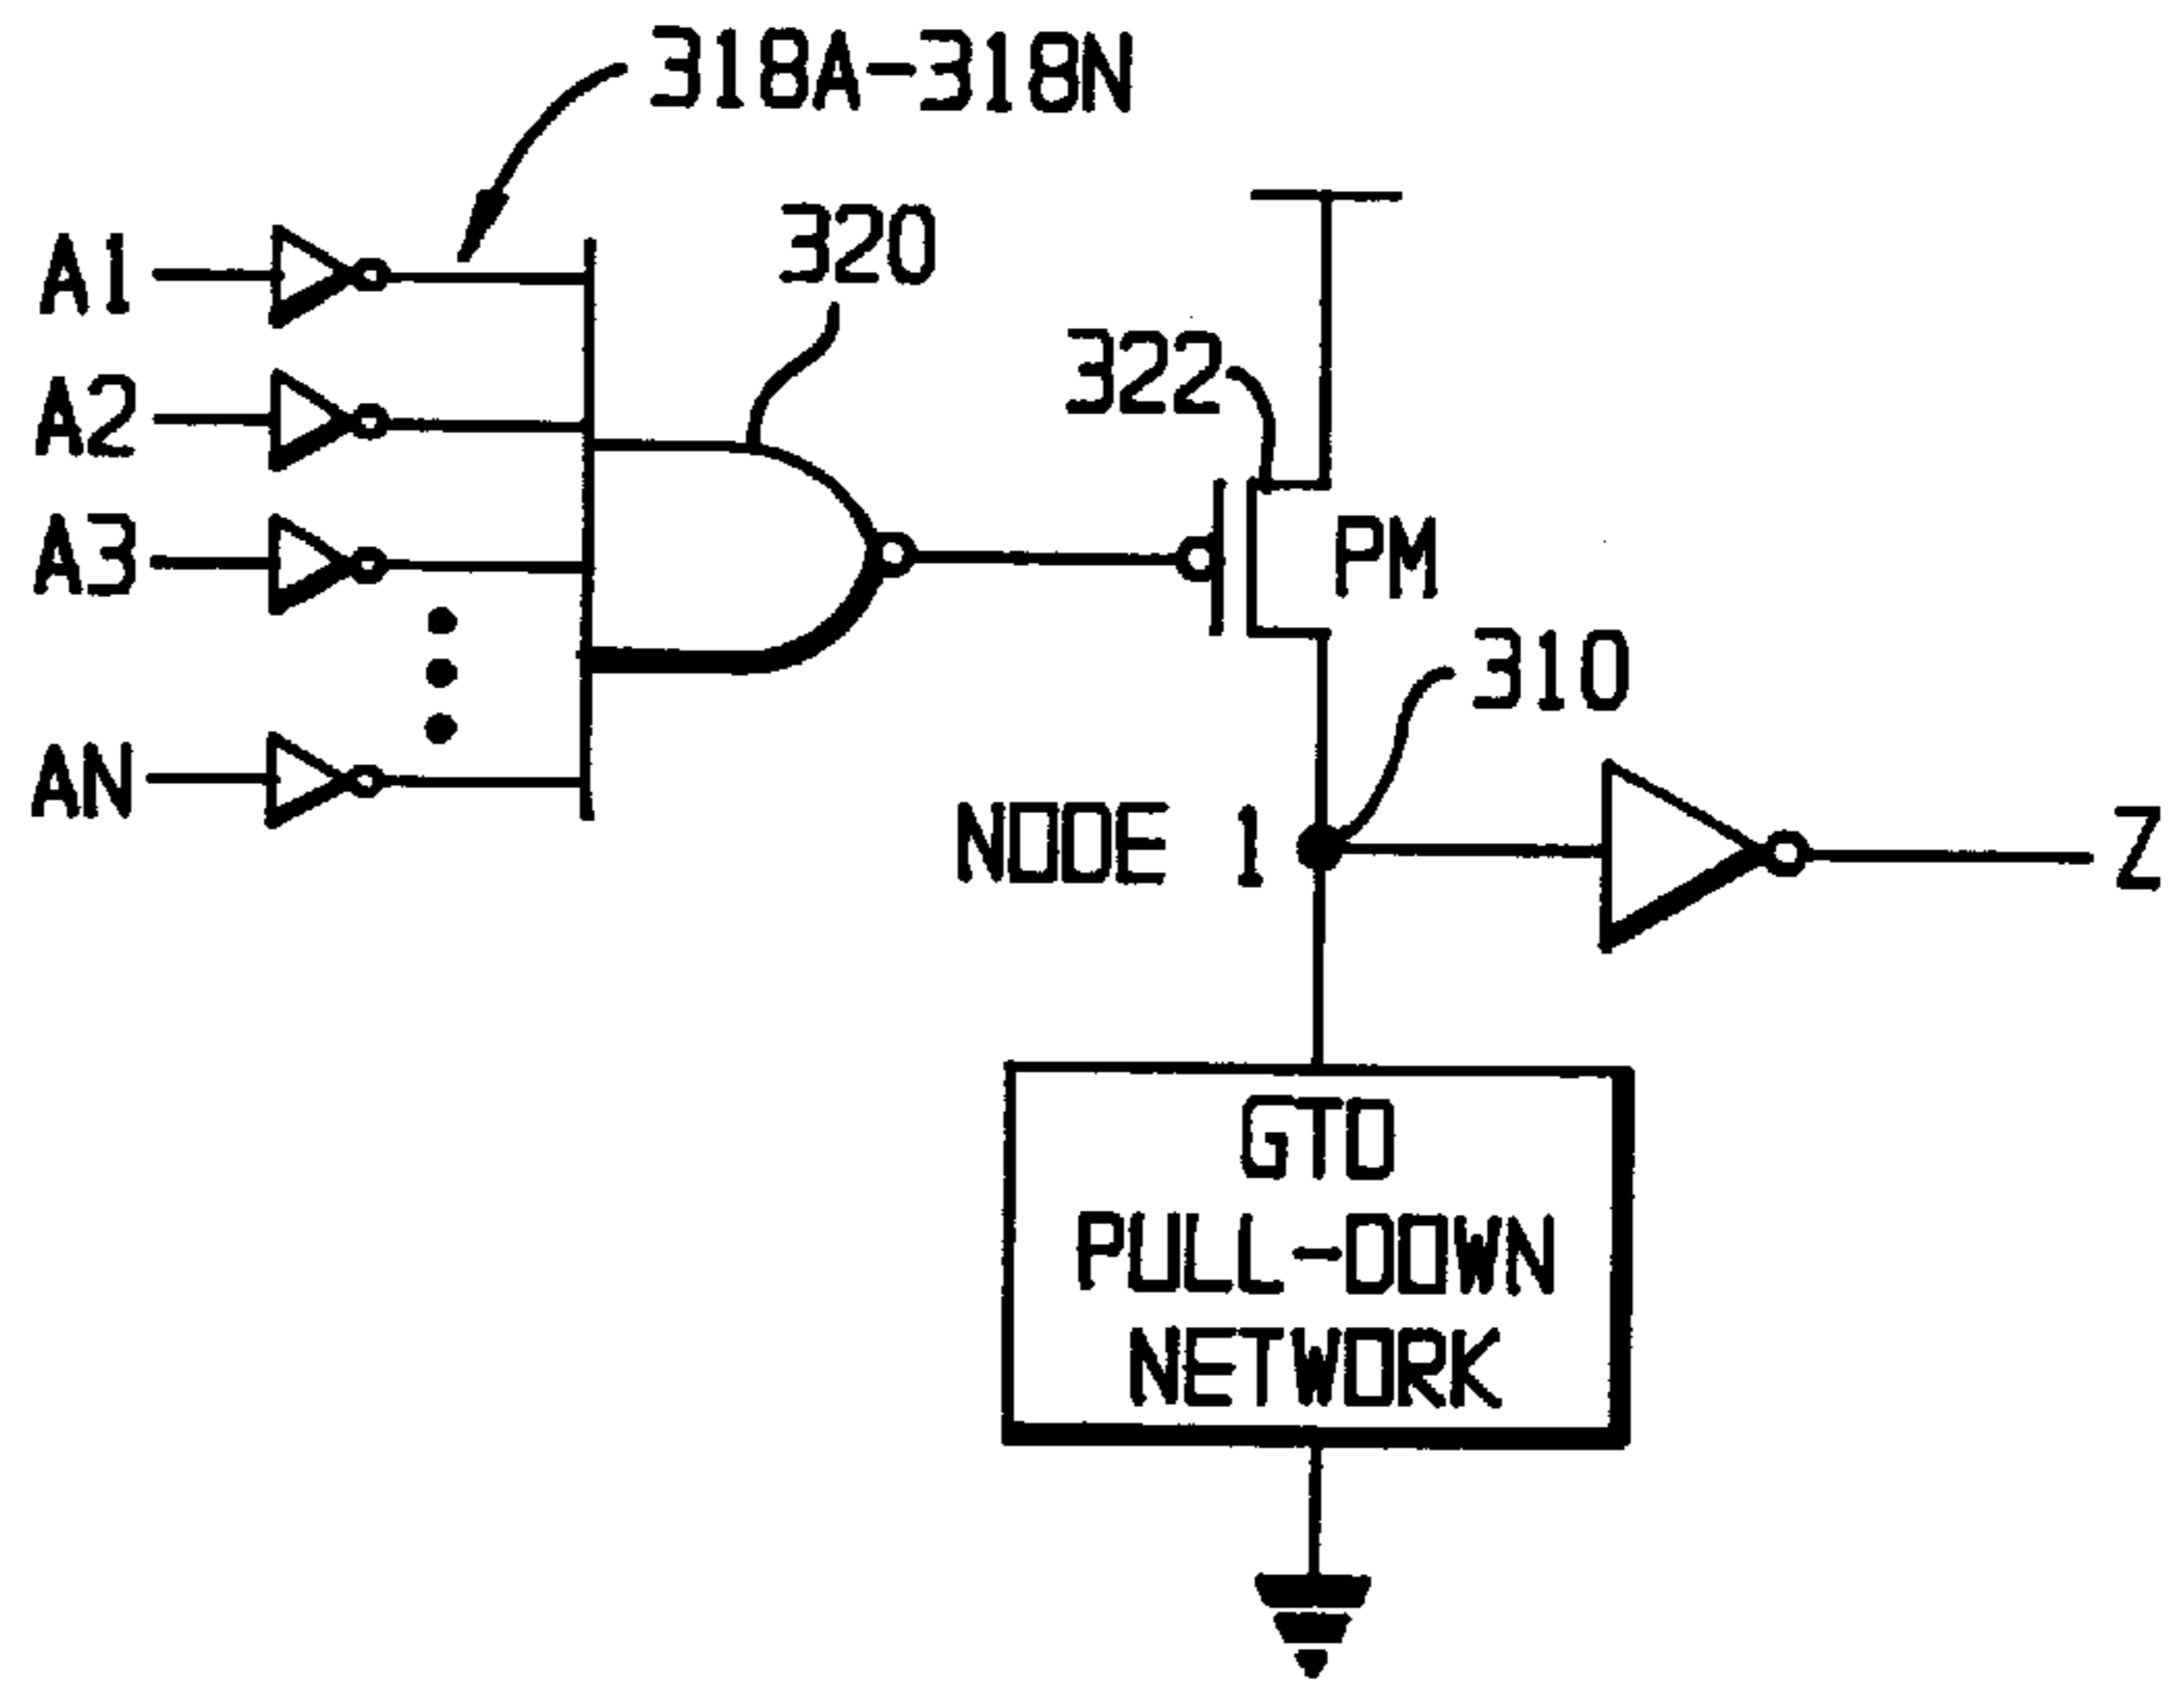 318A-318N
320
A1
322
A2
A3
PM
310
AN
NODE 1
Z
GTO
PULL-DOWN
NETWORK